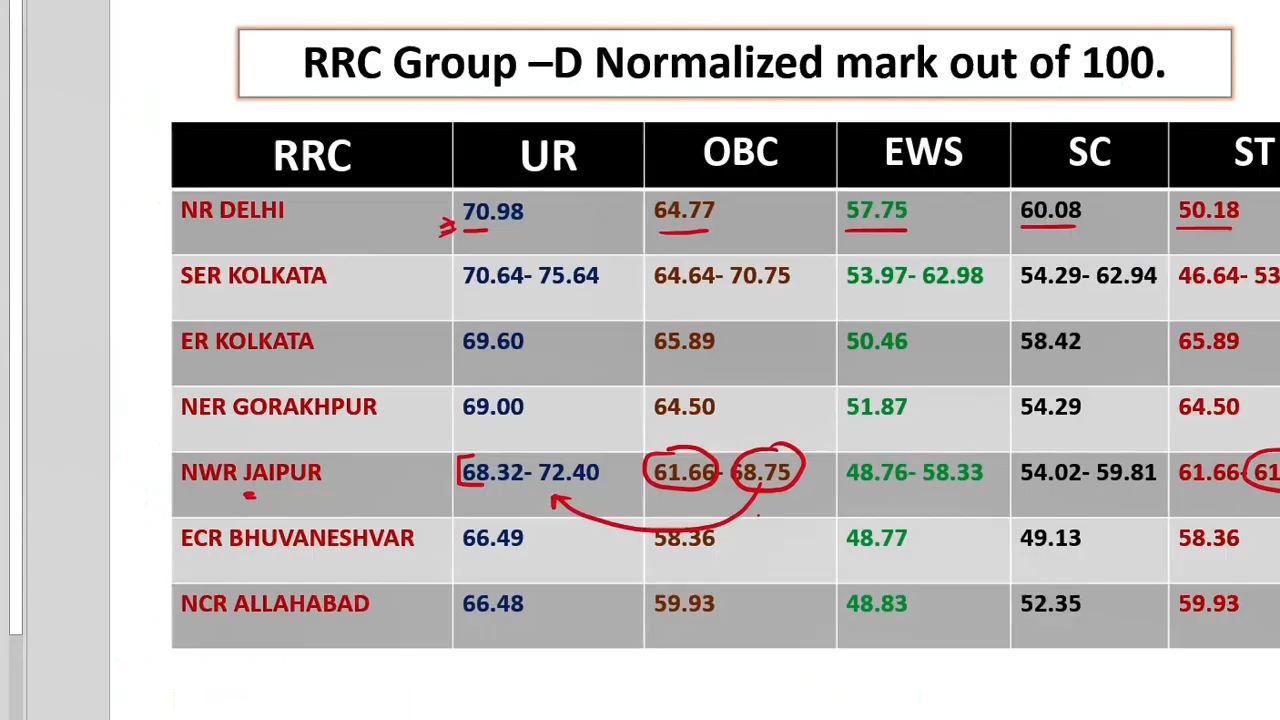 RRC Group –D Normalized mark out of 100.
RRC UR OBC EWS SC ST
NR DELHI 70.98 64.77 57.75 60.08 50.18
SER KOLKATA 70.64- 75.64 64.64- 70.75 53.97- 62.98 54.29- 62.94 46.64- 53
ER KOLKATA 69.60 65.89 50.46 58.42 65.89
NER GORAKHPUR 69.00 64.50 51.87 54.29 64.50
NWR JAIPUR 68.32- 72.40 61.66- 68.75 48.76- 58.33 54.02- 59.81 61.66- 61
ECR BHUVANESHVAR 66.49 58.36 48.77 49.13 58.36
NCR ALLAHABAD 66.48 59.93 48.83 52.35 59.93